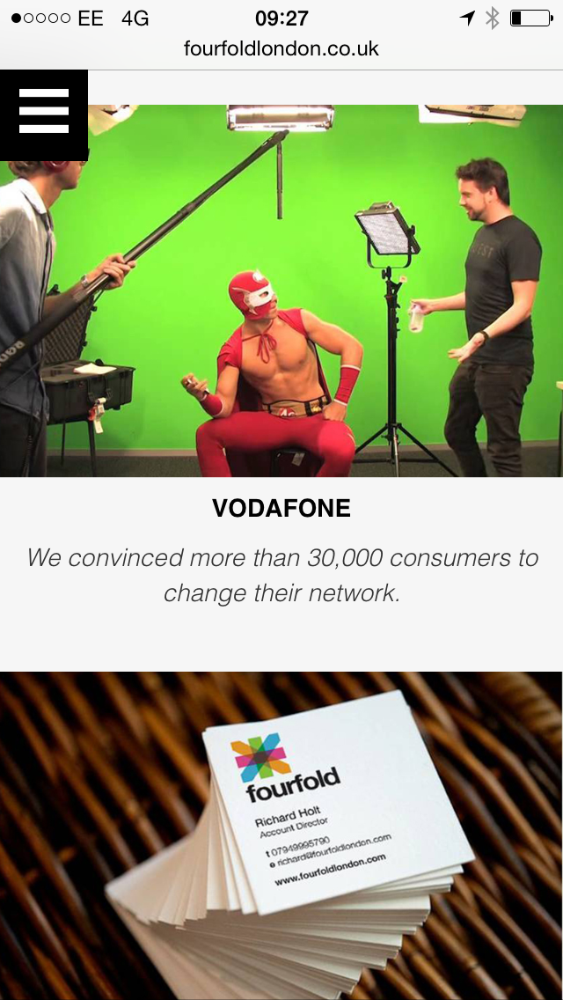 EE 4G 09:27
fourfoldlondon.co.uk
VODAFONE
We convinced more than 30,000 consumers to
change their network.
fourfold
Richard Holt
Account Director
t 07949995790
e richard@fourfoldlondon.com
www.fourfoldlondon.com